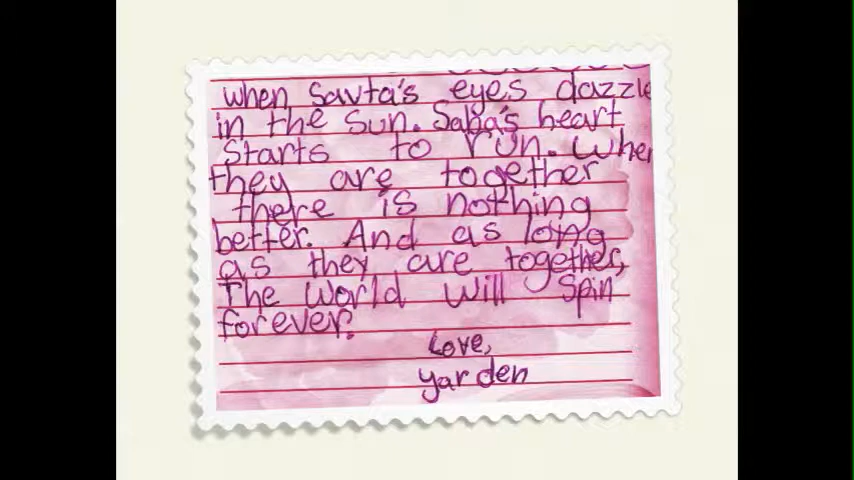 when Savta's eyes dazzle
in the Sun. Saba's heart
Starts to run. When
they are together
there is nothing
better. And as long
as they are together,
The World Will Spin
forever.
Love,
Yarden